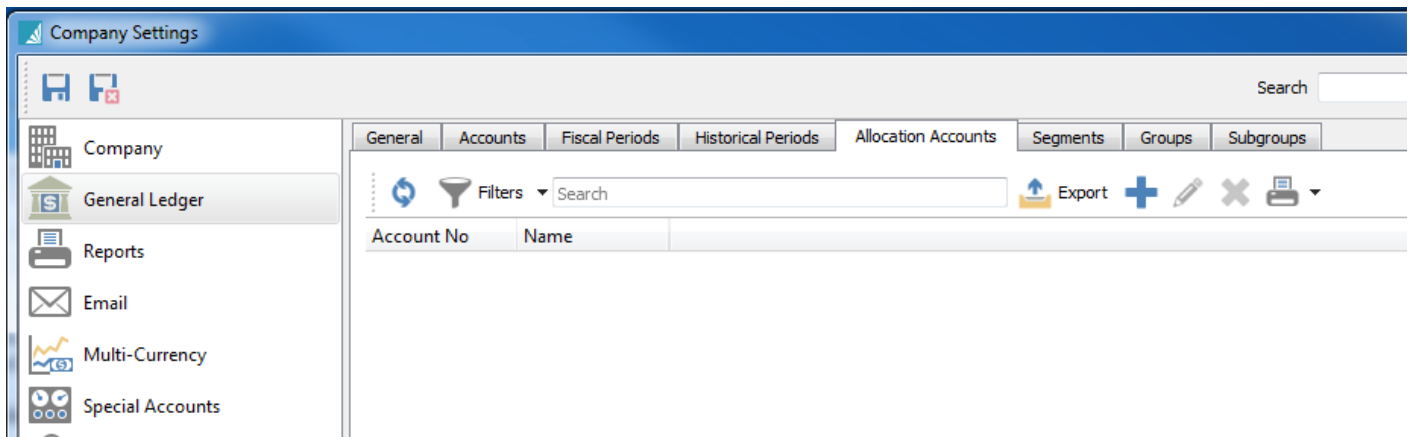 Company Settings
Search
Company
General Ledger
Reports
Email
Multi-Currency
Special Accounts
General Accounts Fiscal Periods Historical Periods Allocation Accounts Segments Groups Subgroups
Filters Search Export
Account No Name